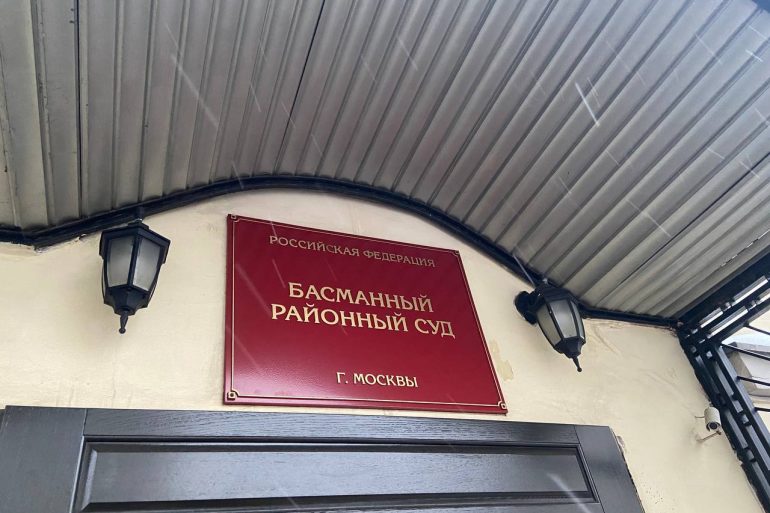 РОССИЙСКАЯ ФЕДЕРАЦИЯ
БАСМАННЫЙ
РАЙОННЫЙ СУД
Г. МОСКВЫ